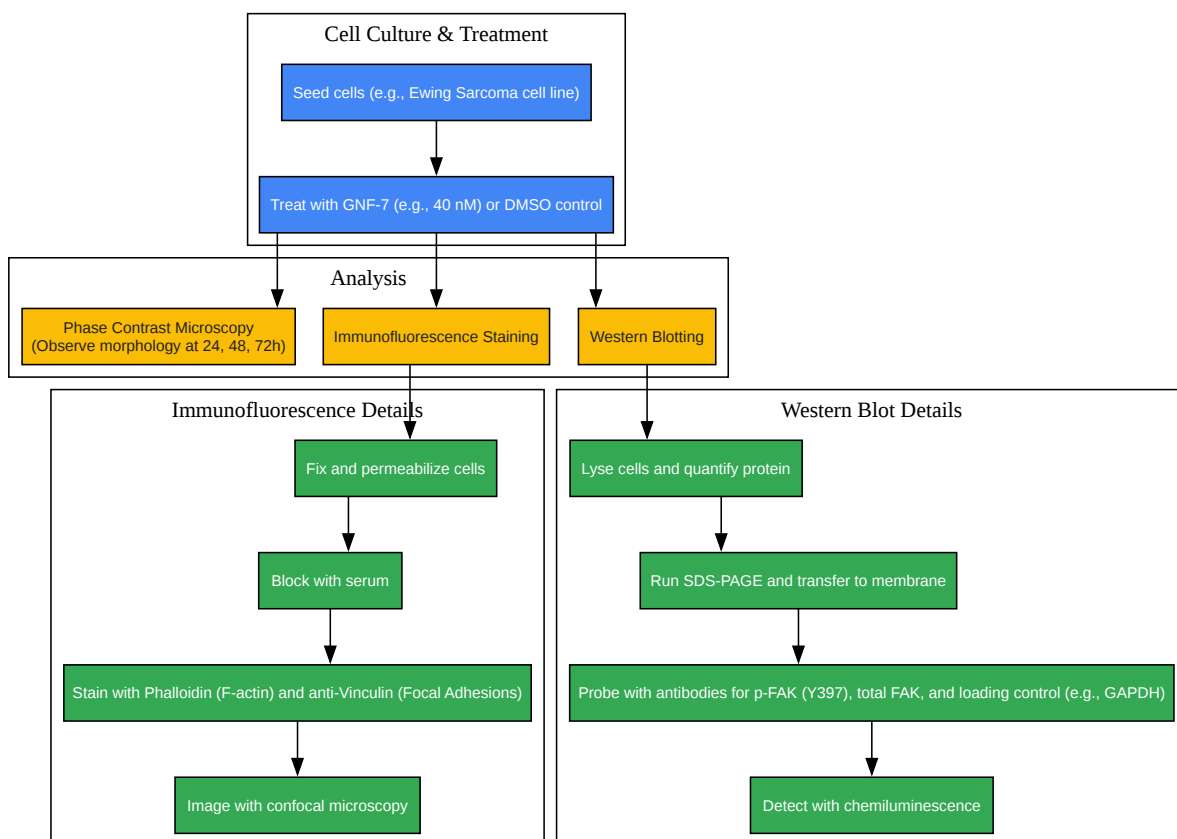 Cell Culture & Treatment
Seed cells (e.g., Ewing Sarcoma cell line)
Treat with GNF-7 (e.g., 40 nM) or DMSO control
Analysis
Phase Contrast Microscopy
(Observe morphology at 24, 48, 72h)
Immunofluorescence Staining
Western Blotting
Immunofluorescence Details
Fix and permeabilize cells
Block with serum
Stain with Phalloidin (F-actin) and anti-Vinculin (Focal Adhesions)
Image with confocal microscopy
Western Blot Details
Lyse cells and quantify protein
Run SDS-PAGE and transfer to membrane
Probe with antibodies for p-FAK (Y397), total FAK, and loading control (e.g., GAPDH)
Detect with chemiluminescence